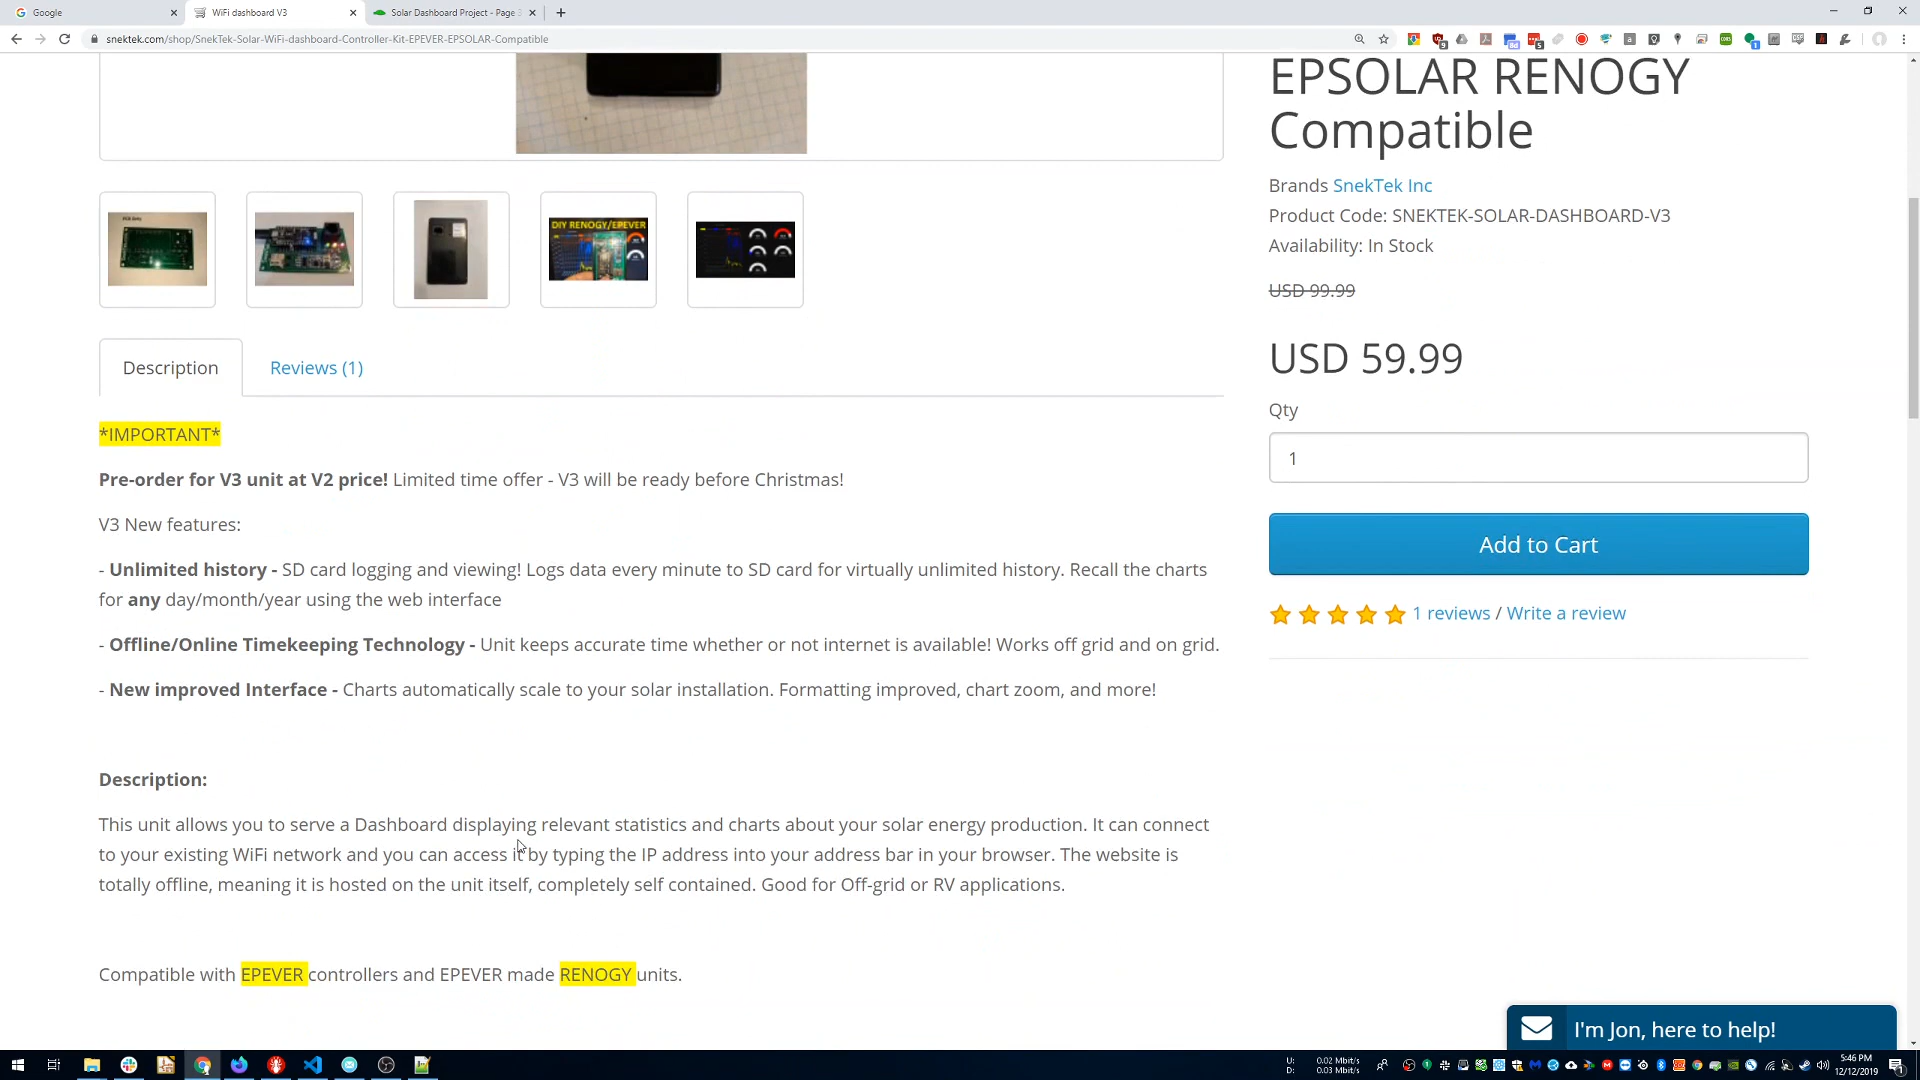 Google
WiFi dashboard V3
Solar Dashboard Project - Page 3
snektek.com/shop/SnekTek-Solar-WiFi-dashboard-Controller-Kit-EPEVER-EPSOLAR-Compatible
EPSOLAR RENOGY
Compatible
Brands SnekTek Inc
Product Code: SNEKTEK-SOLAR-DASHBOARD-V3
Availability: In Stock
USD 99.99
USD 59.99
Qty
1
Add to Cart
1 reviews / Write a review
DIY RENOGY/EPEVER
Description
Reviews (1)
*IMPORTANT*
Pre-order for V3 unit at V2 price! Limited time offer - V3 will be ready before Christmas!
V3 New features:
- Unlimited history - SD card logging and viewing! Logs data every minute to SD card for virtually unlimited history. Recall the charts
for any day/month/year using the web interface
- Offline/Online Timekeeping Technology - Unit keeps accurate time whether or not internet is available! Works off grid and on grid.
- New improved Interface - Charts automatically scale to your solar installation. Formatting improved, chart zoom, and more!
Description:
This unit allows you to serve a Dashboard displaying relevant statistics and charts about your solar energy production. It can connect
to your existing WiFi network and you can access it by typing the IP address into your address bar in your browser. The website is
totally offline, meaning it is hosted on the unit itself, completely self contained. Good for Off-grid or RV applications.
Compatible with EPEVER controllers and EPEVER made RENOGY units.
I'm Jon, here to help!
U: 0.02 Mbit/s
D: 0.03 Mbit/s
5:46 PM
12/12/2019